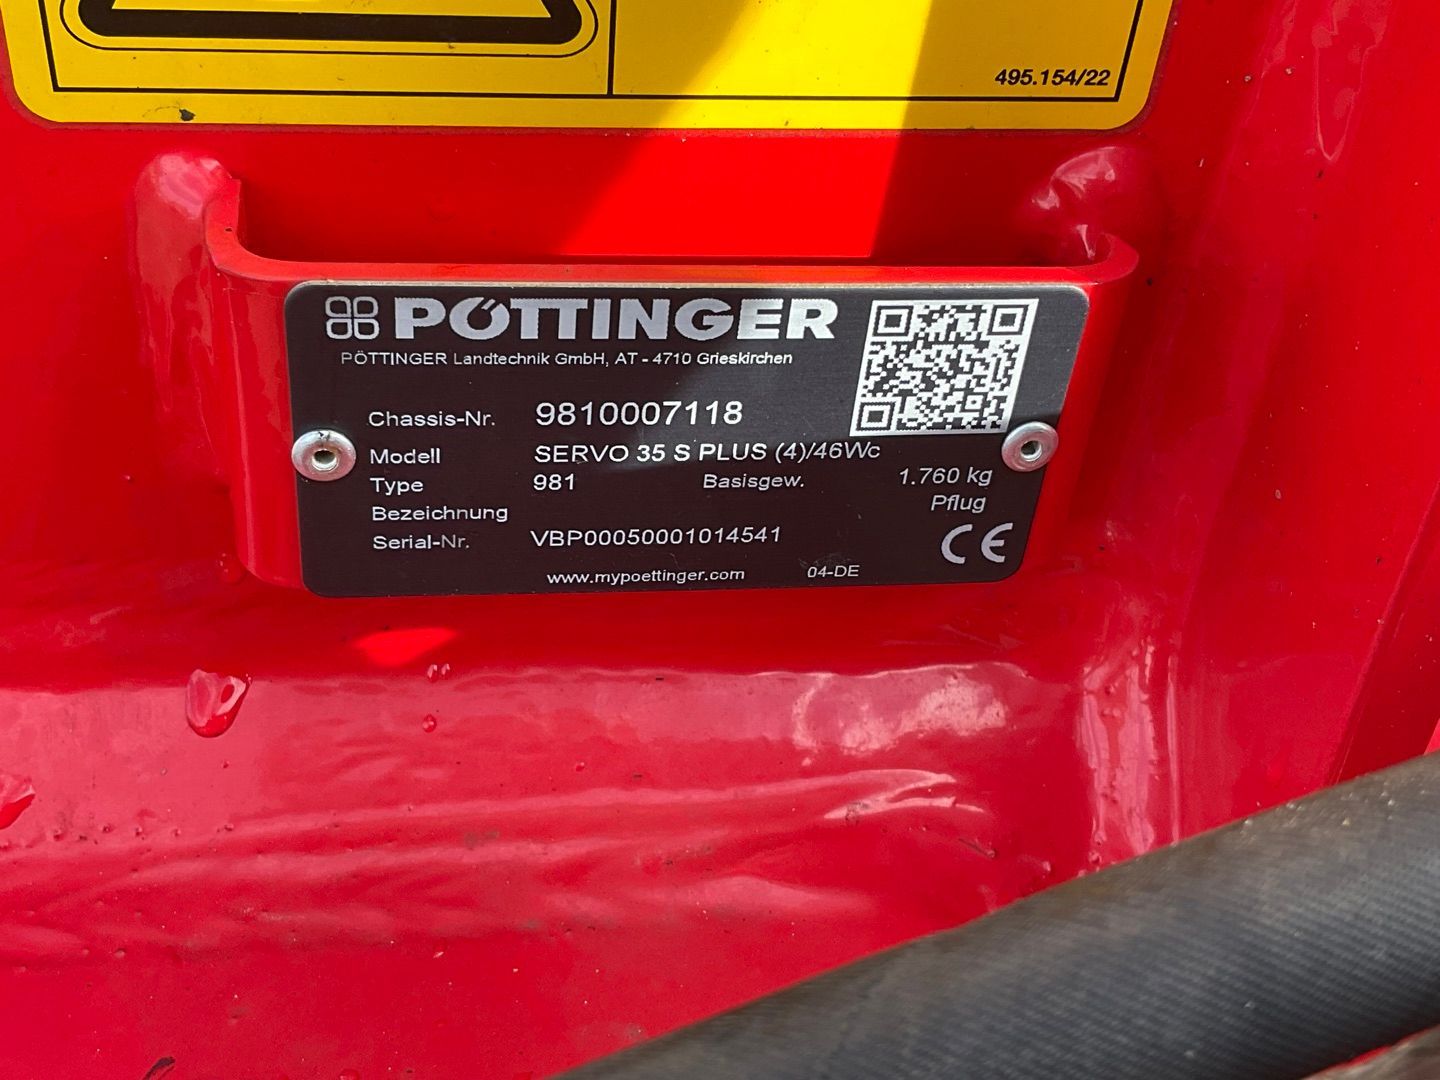 495.154/22
PÖTTINGER
PÖTTINGER Landtechnik GmbH, AT - 4710 Grieskirchen
Chassis-Nr. 9810007118
Modell SERVO 35 S PLUS (4)/46Wc
Type 981 Basisgew. 1.760 kg
Bezeichnung Pflug
Serial-Nr. VBP00050001014541
CE
www.mypoettinger.com 04-DE